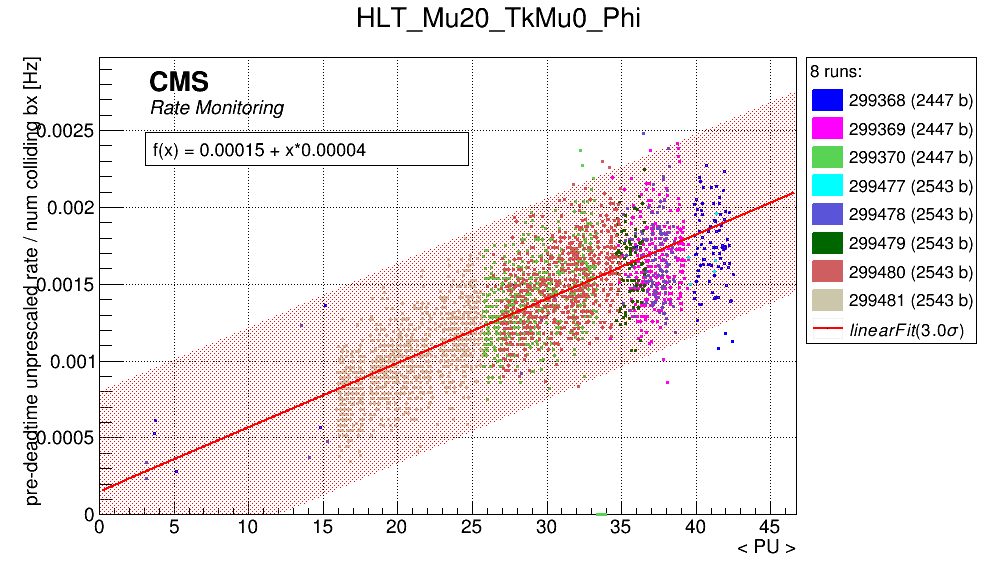 HLT_Mu20_TkMu0_Phi
pre-deadtime unprescaled rate / num colliding bx [Hz]
CMS
Rate Monitoring
f(x) = 0.00015 + x*0.00004
0.0025
0.002
0.0015
0.001
0.0005
0
0 5 10 15 20 25 30 35 40 45
< PU >
8 runs:
299368 (2447 b)
299369 (2447 b)
299370 (2447 b)
299477 (2543 b)
299478 (2543 b)
299479 (2543 b)
299480 (2543 b)
299481 (2543 b)
linearFit(3.0σ)